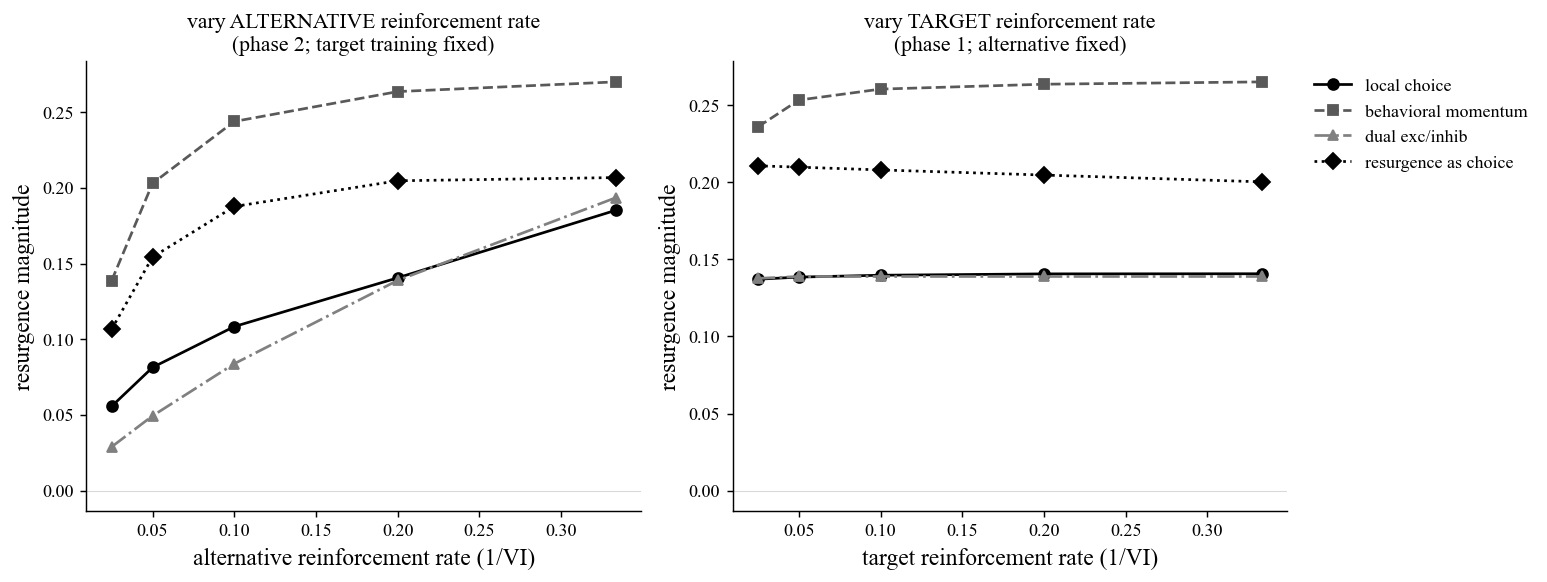 vary ALTERNATIVE reinforcement rate
(phase 2; target training fixed)
resurgence magnitude
0.25
0.20
0.15
0.10
0.05
0.00
0.05
0.10
0.15
0.20
0.25
0.30
alternative reinforcement rate (1/VI)
vary TARGET reinforcement rate
(phase 1; alternative fixed)
resurgence magnitude
0.25
0.20
0.15
0.10
0.05
0.00
0.05
0.10
0.15
0.20
0.25
0.30
target reinforcement rate (1/VI)
local choice
behavioral momentum
dual exc/inhib
resurgence as choice